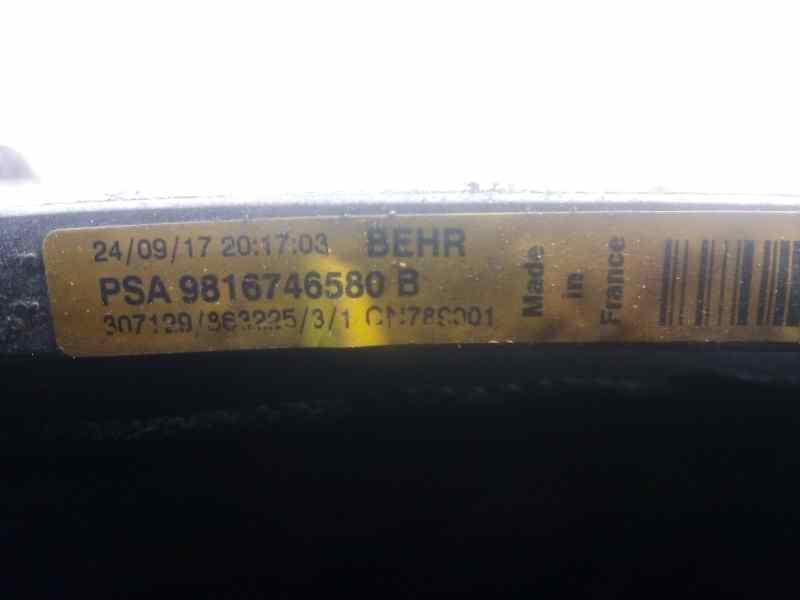 24/09/17 20:17:03 BEHR
PSA 9816746580 B
Made
in
France